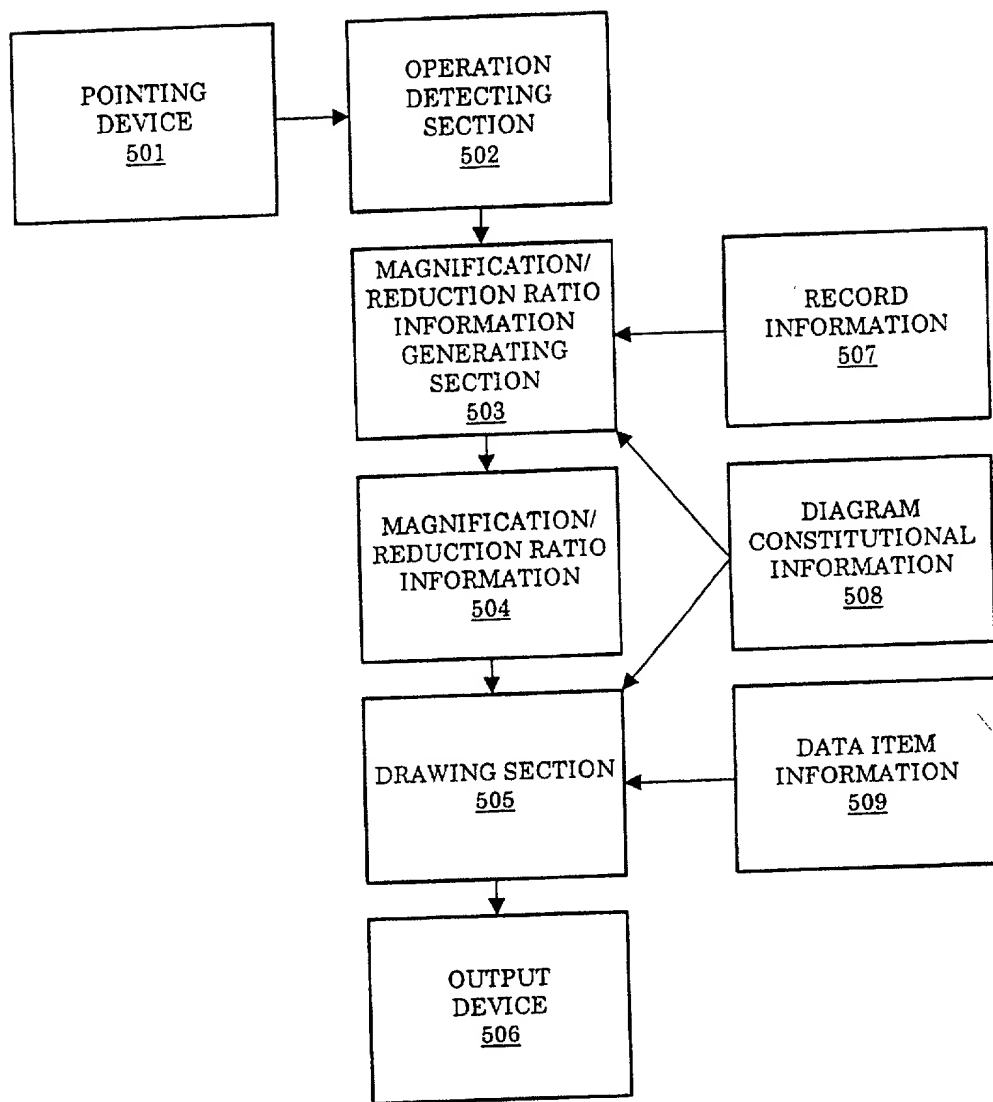 POINTING
DEVICE
501
OPERATION
DETECTING
SECTION
502
MAGNIFICATION/
REDUCTION RATIO
INFORMATION
GENERATING
SECTION
503
RECORD
INFORMATION
507
MAGNIFICATION/
REDUCTION RATIO
INFORMATION
504
DIAGRAM
CONSTITUTIONAL
INFORMATION
508
DRAWING SECTION
505
DATA ITEM
INFORMATION
509
OUTPUT
DEVICE
506